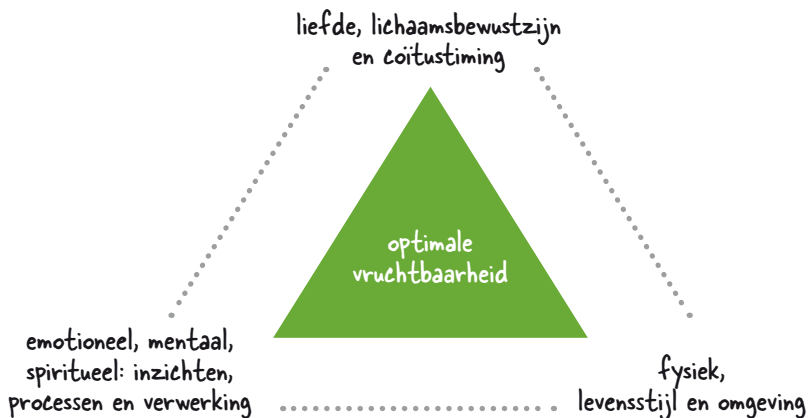 liefde, lichaamsbewustzijn
en coïtustiming
optimale
vruchtbaarheid
emotioneel, mentaal,
spiritueel: inzichten,
processen en verwerking
fysiek,
levensstijl en omgeving